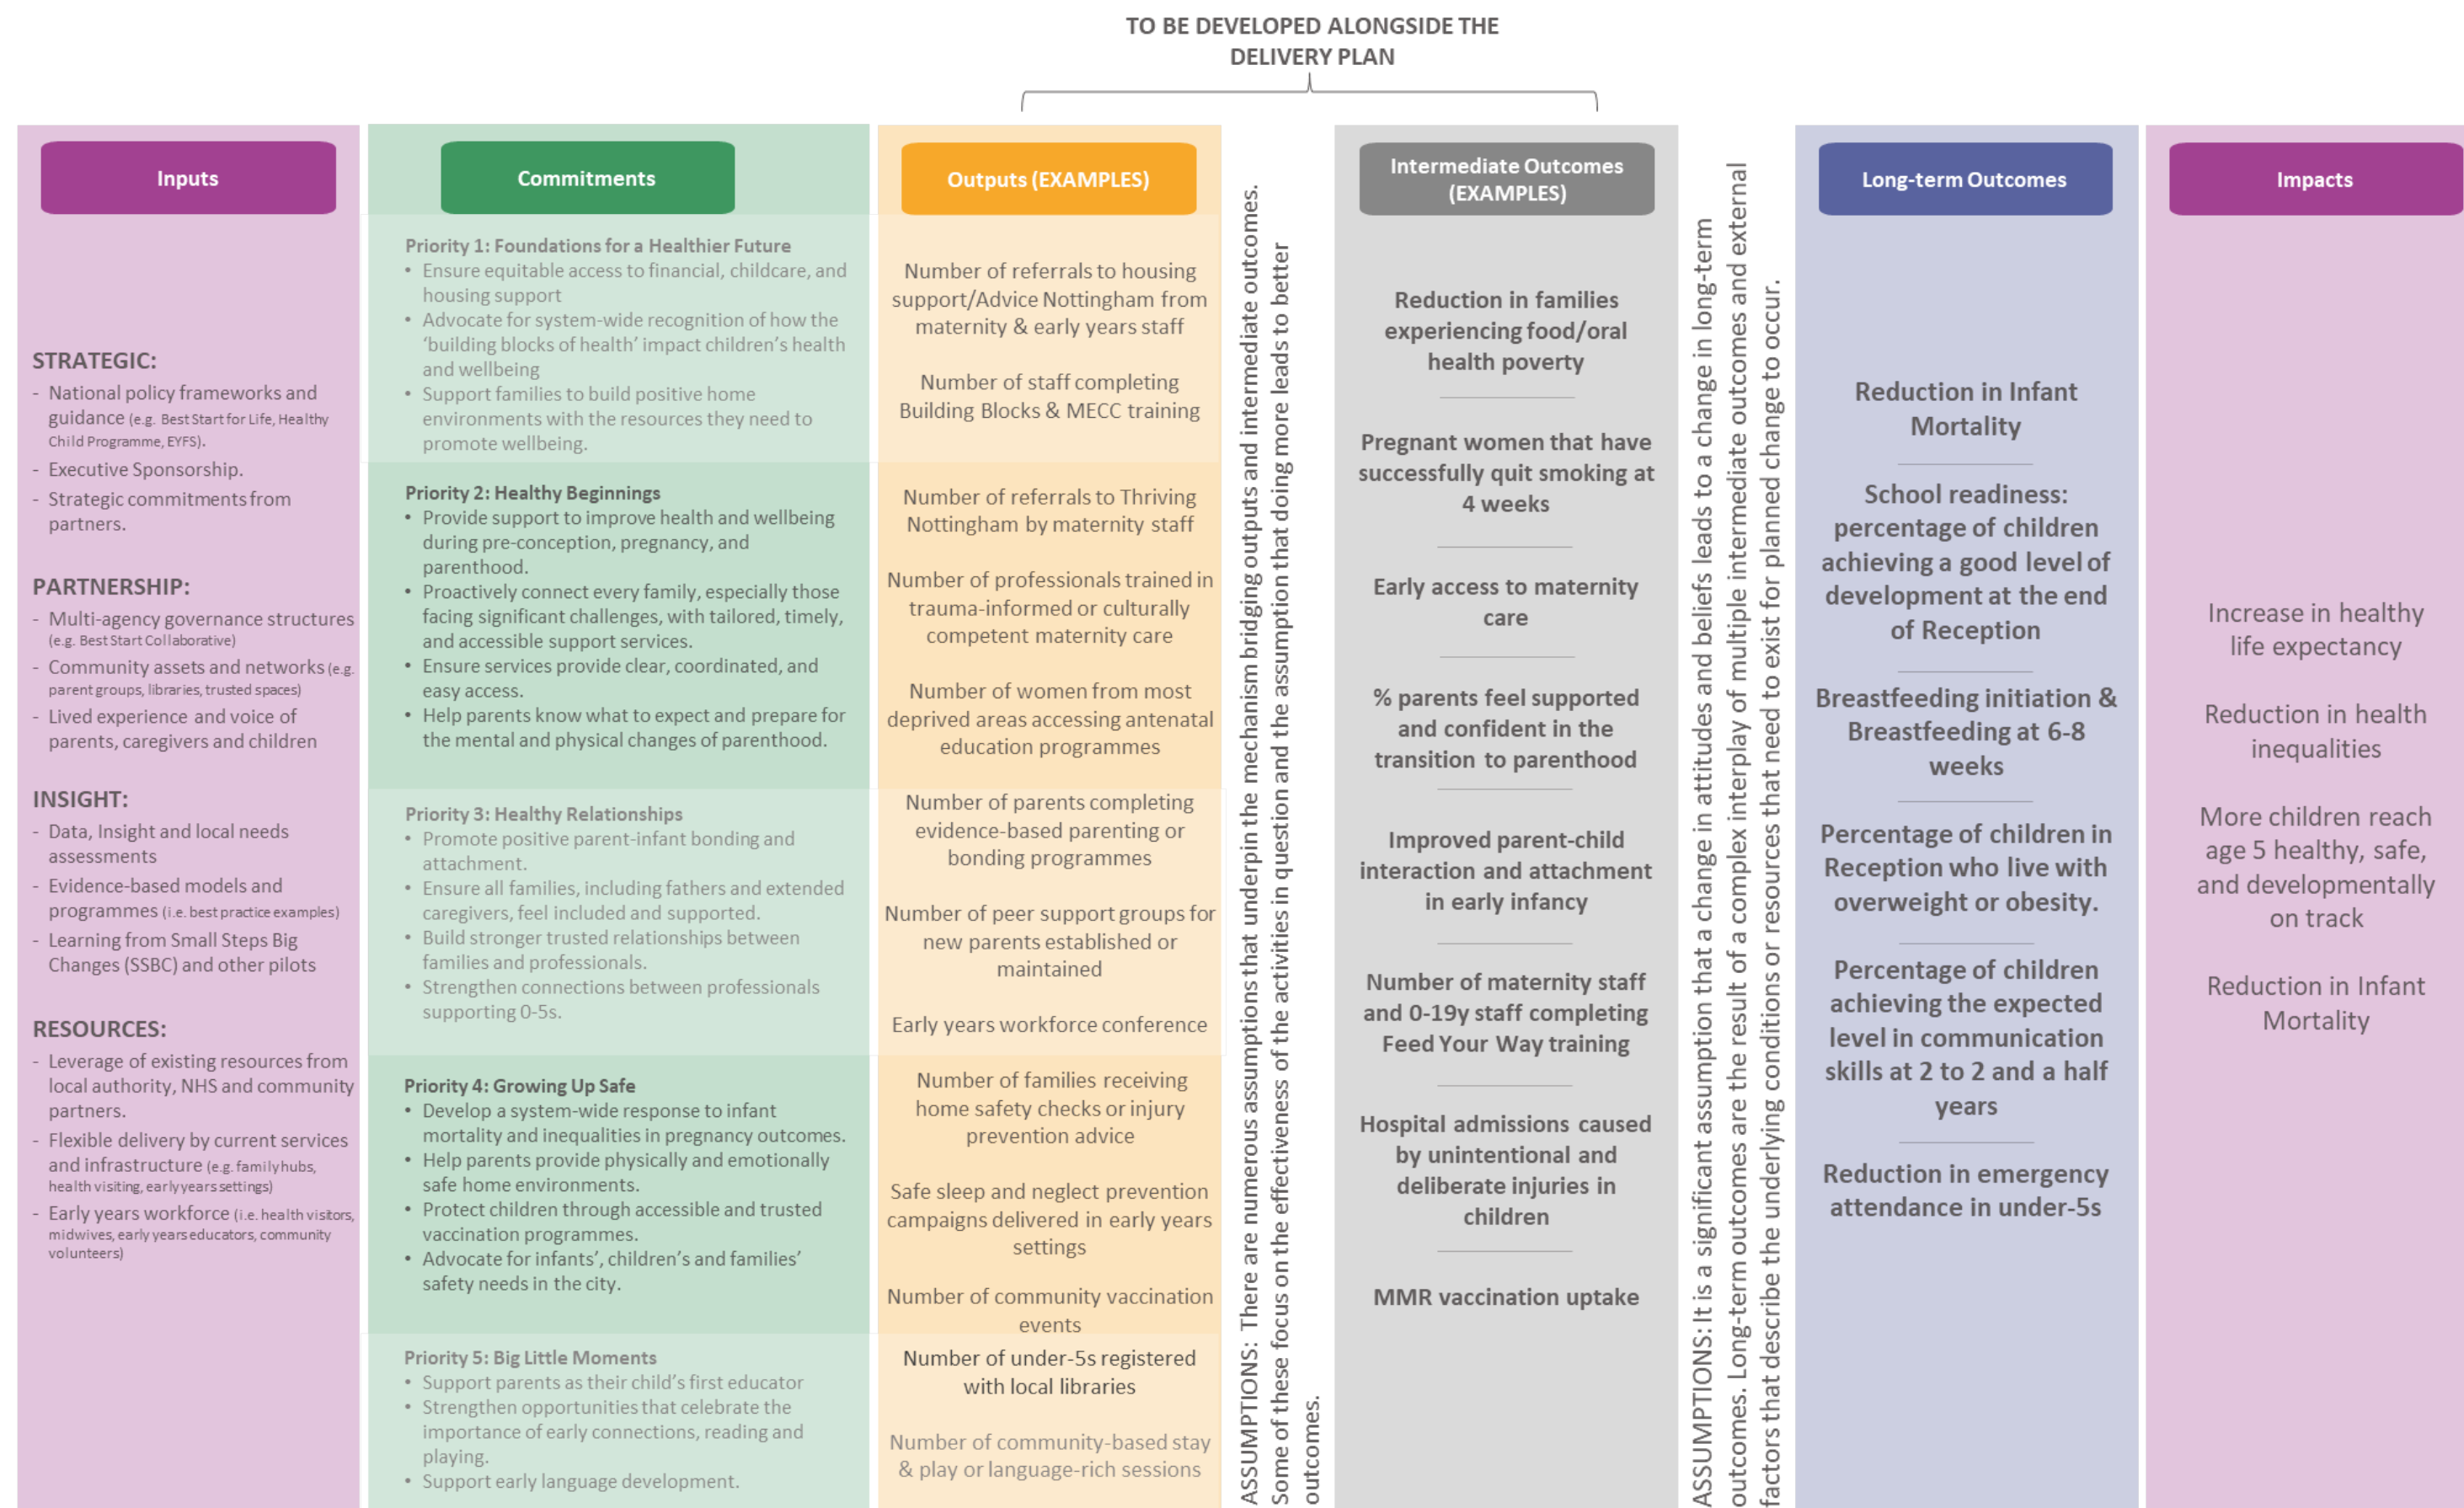 TO BE DEVELOPED ALONGSIDE THE
DELIVERY PLAN
Inputs
STRATEGIC:
- National policy frameworks and
guidance (e.g. Best Start for Life, Healthy
Child Programme, EYFS).
- Executive Sponsorship.
- Strategic commitments from
partners.
PARTNERSHIP:
- Multi-agency governance structures
(e.g. Best Start Collaborative)
- Community assets and networks (e.g.
parent groups, libraries, trusted spaces)
- Lived experience and voice of
parents, caregivers and children
INSIGHT:
- Data, Insight and local needs
assessments
- Evidence-based models and
programmes (i.e. best practice examples)
- Learning from Small Steps Big
Changes (SSBC) and other pilots
RESOURCES:
- Leverage of existing resources from
local authority, NHS and community
partners.
- Flexible delivery by current services
and infrastructure (e.g. family hubs,
health visiting, early years settings)
- Early years workforce (i.e. health visitors,
midwives, early years educators, community
volunteers)
Commitments
Priority 1: Foundations for a Healthier Future
• Ensure equitable access to financial, childcare, and
housing support
• Advocate for system-wide recognition of how the
‘building blocks of health’ impact children’s health
and wellbeing
• Support families to build positive home
environments with the resources they need to
promote wellbeing.
Priority 2: Healthy Beginnings
• Provide support to improve health and wellbeing
during pre-conception, pregnancy, and
parenthood.
• Proactively connect every family, especially those
facing significant challenges, with tailored, timely,
and accessible support services.
• Ensure services provide clear, coordinated, and
easy access.
• Help parents know what to expect and prepare for
the mental and physical changes of parenthood.
Priority 3: Healthy Relationships
• Promote positive parent-infant bonding and
attachment.
• Ensure all families, including fathers and extended
caregivers, feel included and supported.
• Build stronger trusted relationships between
families and professionals.
• Strengthen connections between professionals
supporting 0-5s.
Priority 4: Growing Up Safe
• Develop a system-wide response to infant
mortality and inequalities in pregnancy outcomes.
• Help parents provide physically and emotionally
safe home environments.
• Protect children through accessible and trusted
vaccination programmes.
• Advocate for infants’, children’s and families’
safety needs in the city.
Priority 5: Big Little Moments
• Support parents as their child’s first educator
• Strengthen opportunities that celebrate the
importance of early connections, reading and
playing.
• Support early language development.
Outputs (EXAMPLES)
Number of referrals to housing
support/Advice Nottingham from
maternity & early years staff
Number of staff completing
Building Blocks & MECC training
Number of referrals to Thriving
Nottingham by maternity staff
Number of professionals trained in
trauma-informed or culturally
competent maternity care
Number of women from most
deprived areas accessing antenatal
education programmes
Number of parents completing
evidence-based parenting or
bonding programmes
Number of peer support groups for
new parents established or
maintained
Early years workforce conference
Number of families receiving
home safety checks or injury
prevention advice
Safe sleep and neglect prevention
campaigns delivered in early years
settings
Number of community vaccination
events
Number of under-5s registered
with local libraries
Number of community-based stay
& play or language-rich sessions
ASSUMPTIONS: There are numerous assumptions that underpin the mechanism bridging outputs and intermediate outcomes.
Some of these focus on the effectiveness of the activities in question and the assumption that doing more leads to better
outcomes.
Intermediate Outcomes
(EXAMPLES)
Reduction in families
experiencing food/oral
health poverty
Pregnant women that have
successfully quit smoking at
4 weeks
Early access to maternity
care
% parents feel supported
and confident in the
transition to parenthood
Improved parent-child
interaction and attachment
in early infancy
Number of maternity staff
and 0-19y staff completing
Feed Your Way training
Hospital admissions caused
by unintentional and
deliberate injuries in
children
MMR vaccination uptake
ASSUMPTIONS: It is a significant assumption that a change in attitudes and beliefs leads to a change in long-term
outcomes. Long-term outcomes are the result of a complex interplay of multiple intermediate outcomes and external
factors that describe the underlying conditions or resources that need to exist for planned change to occur.
Long-term Outcomes
Reduction in Infant
Mortality
School readiness:
percentage of children
achieving a good level of
development at the end
of Reception
Breastfeeding initiation &
Breastfeeding at 6-8
weeks
Percentage of children in
Reception who live with
overweight or obesity.
Percentage of children
achieving the expected
level in communication
skills at 2 to 2 and a half
years
Reduction in emergency
attendance in under-5s
Impacts
Increase in healthy
life expectancy
Reduction in health
inequalities
More children reach
age 5 healthy, safe,
and developmentally
on track
Reduction in Infant
Mortality